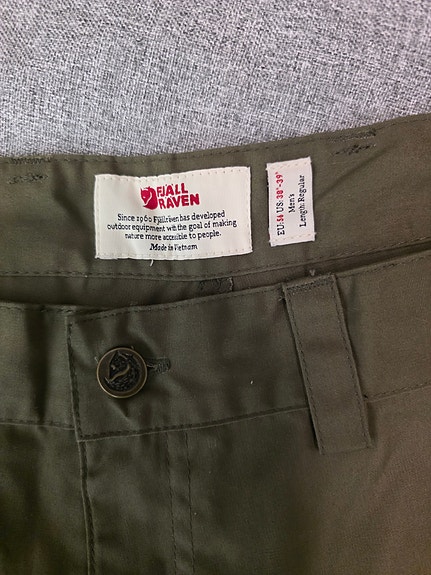 FJÄLL
RÄVEN
Since 1960 Fjällräven has developed
outdoor equipment with the goal of making
nature more accessible to people.
Made in Vietnam
EU:56 US:38"-39"
Men's
Length: Regular